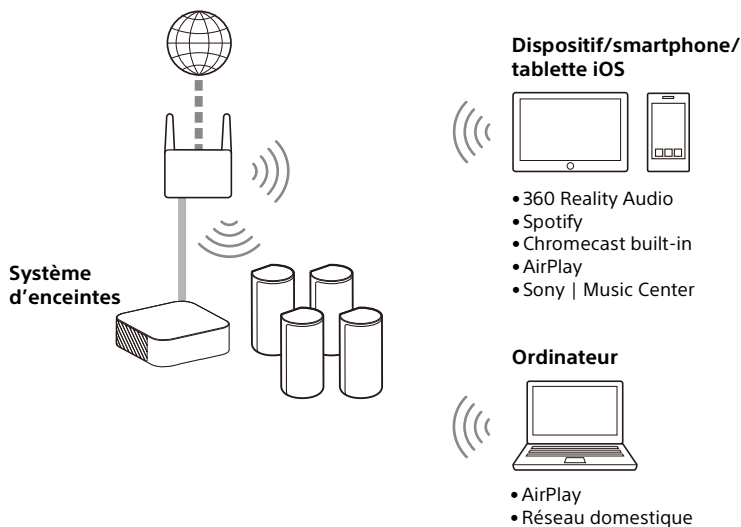 Dispositif/smartphone/
tablette iOS
•360 Reality Audio
•Spotify
•Chromecast built-in
•AirPlay
•Sony | Music Center
Système
d'enceintes
Ordinateur
•AirPlay
•Réseau domestique